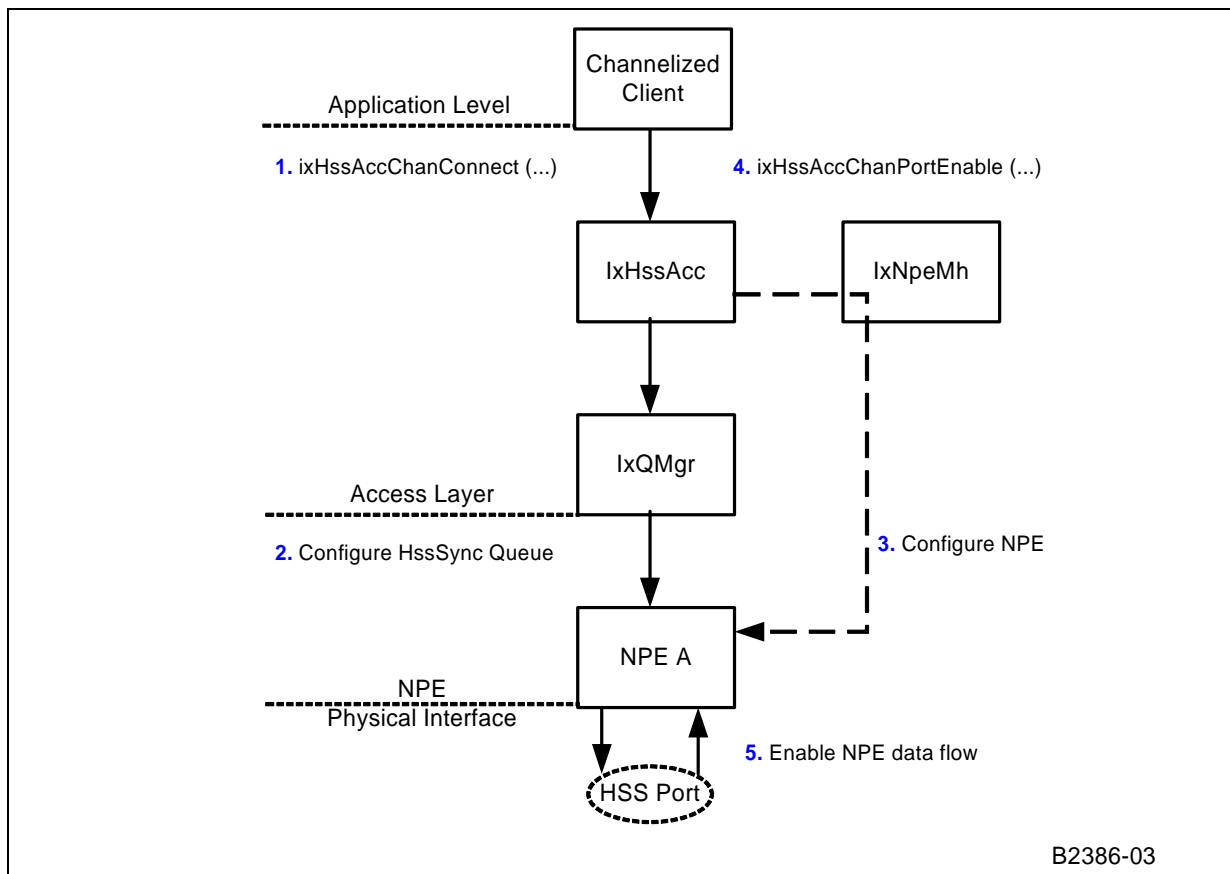 Channelized
Client
Application Level
1. ixHssAccChanConnect (...)
4. ixHssAccChanPortEnable (...)
IxHssAcc
IxNpeMh
IxQMgr
Access Layer
2. Configure HssSync Queue
3. Configure NPE
NPE A
NPE
Physical Interface
5. Enable NPE data flow
HSS Port
B2386-03